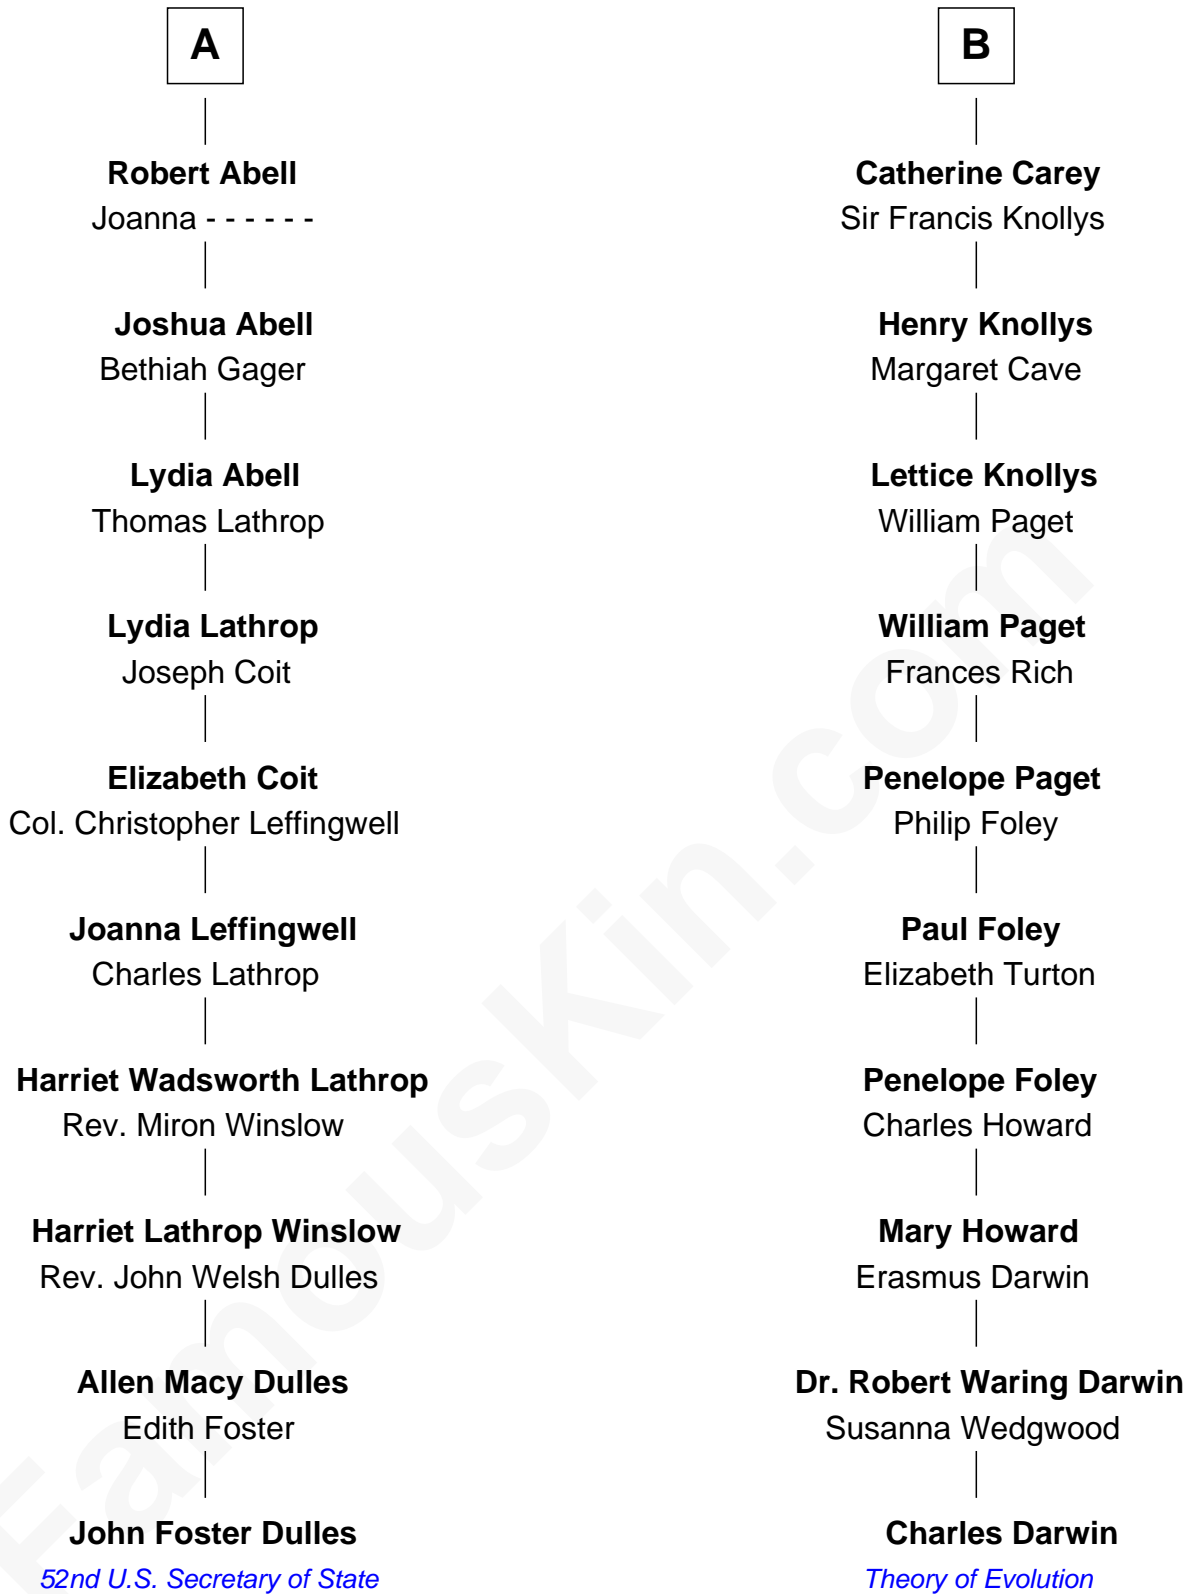 A
Robert Abell
Joanna - - - - - -
Joshua Abell
Bethiah Gager
Lydia Abell
Thomas Lathrop
Lydia Lathrop
Joseph Coit
Elizabeth Coit
Col. Christopher Leffingwell
Joanna Leffingwell
Charles Lathrop
Harriet Wadsworth Lathrop
Rev. Miron Winslow
Harriet Lathrop Winslow
Rev. John Welsh Dulles
Allen Macy Dulles
Edith Foster
John Foster Dulles
52nd U.S. Secretary of State
B
Catherine Carey
Sir Francis Knollys
Henry Knollys
Margaret Cave
Lettice Knollys
William Paget
William Paget
Frances Rich
Penelope Paget
Philip Foley
Paul Foley
Elizabeth Turton
Penelope Foley
Charles Howard
Mary Howard
Erasmus Darwin
Dr. Robert Waring Darwin
Susanna Wedgwood
Charles Darwin
Theory of Evolution
FamousKin.com